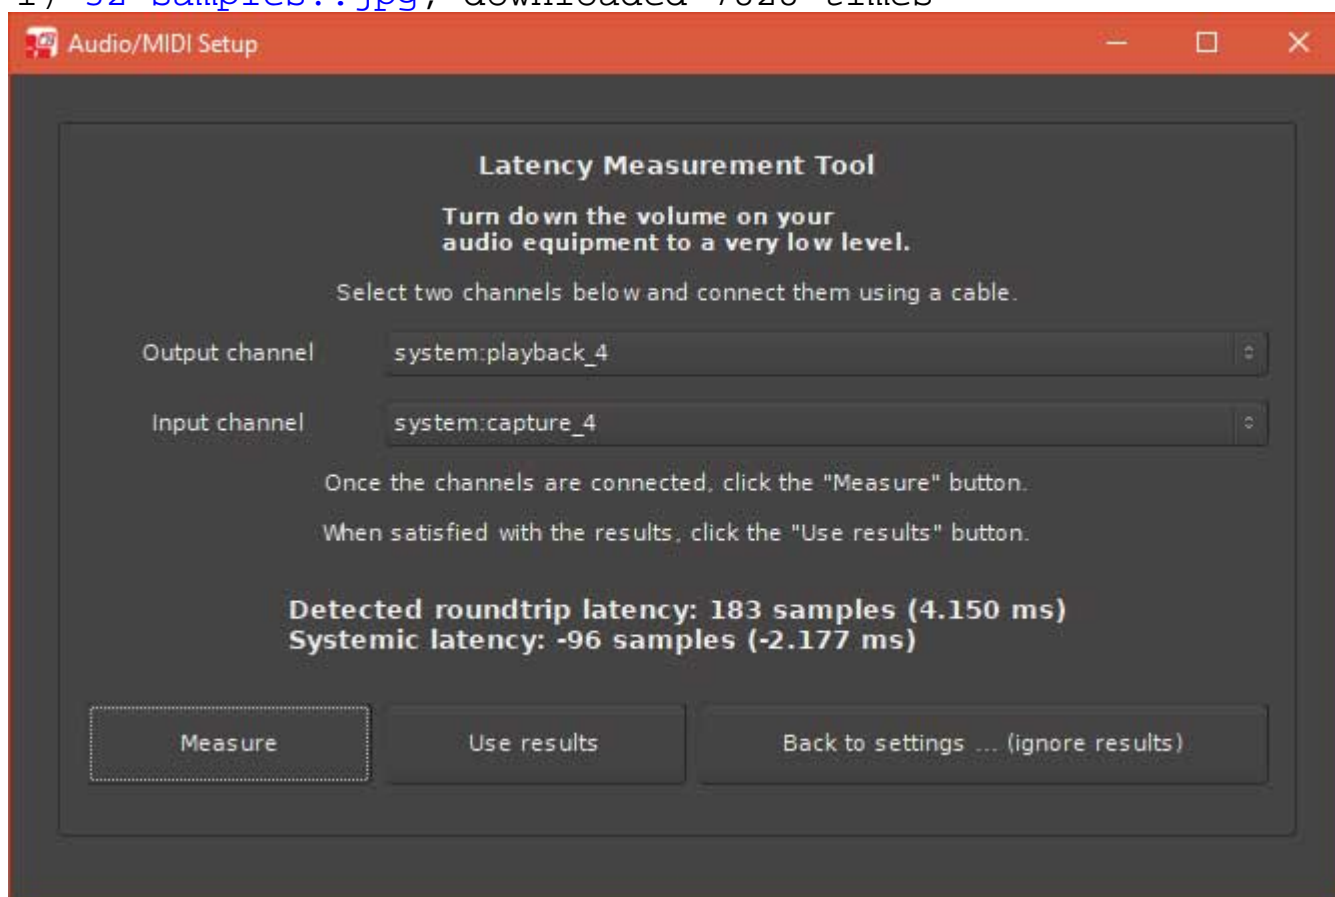 Audio/MIDI Setup
Latency Measurement Tool
Turn down the volume on your
audio equipment to a very low level.
Select two channels below and connect them using a cable.
Output channel system:playback_4
Input channel system:capture_4
Once the channels are connected, click the "Measure" button.
When satisfied with the results, click the "Use results" button.
Detected roundtrip latency: 183 samples (4.150 ms)
Systemic latency: -96 samples (-2.177 ms)
Measure Use results Back to settings ... (ignore results)